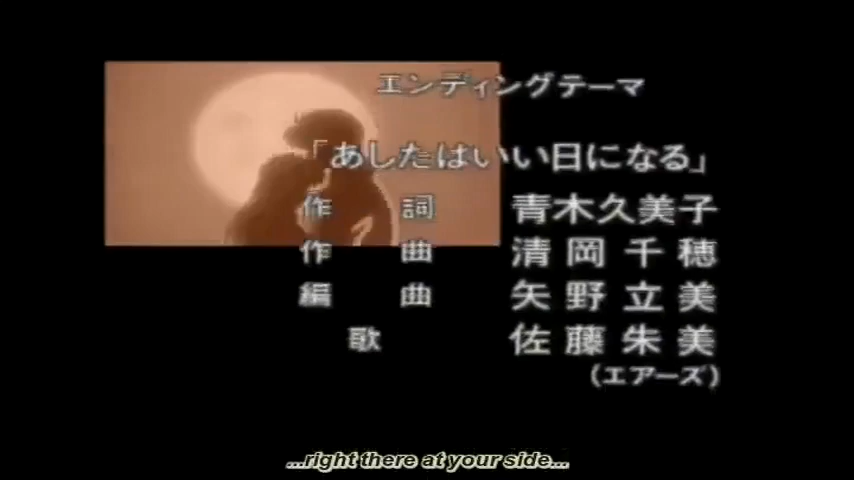 エンディングテーマ
「あしたはいい日になる」
作詞 青木久美子
作曲 清岡千穂
編曲 矢野立美
歌 佐藤朱美
(エアーズ)
...right there at your side...